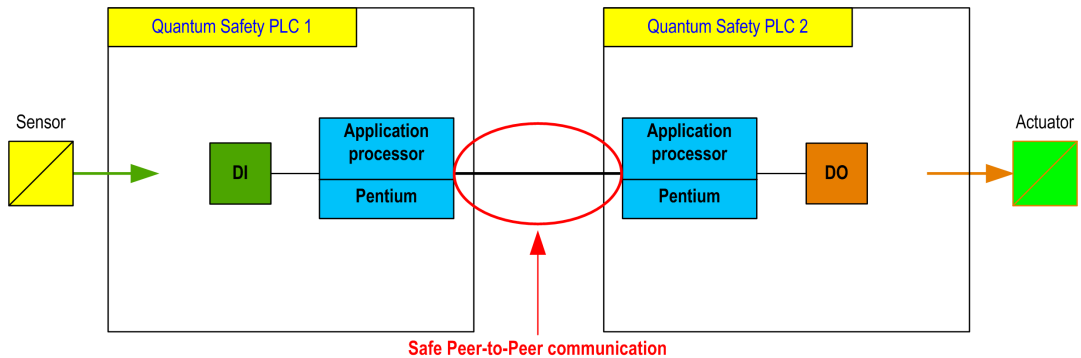 Quantum Safety PLC 1
Quantum Safety PLC 2
Sensor
Actuator
DI
Application
processor
Pentium
Application
processor
Pentium
DO
Safe Peer-to-Peer communication